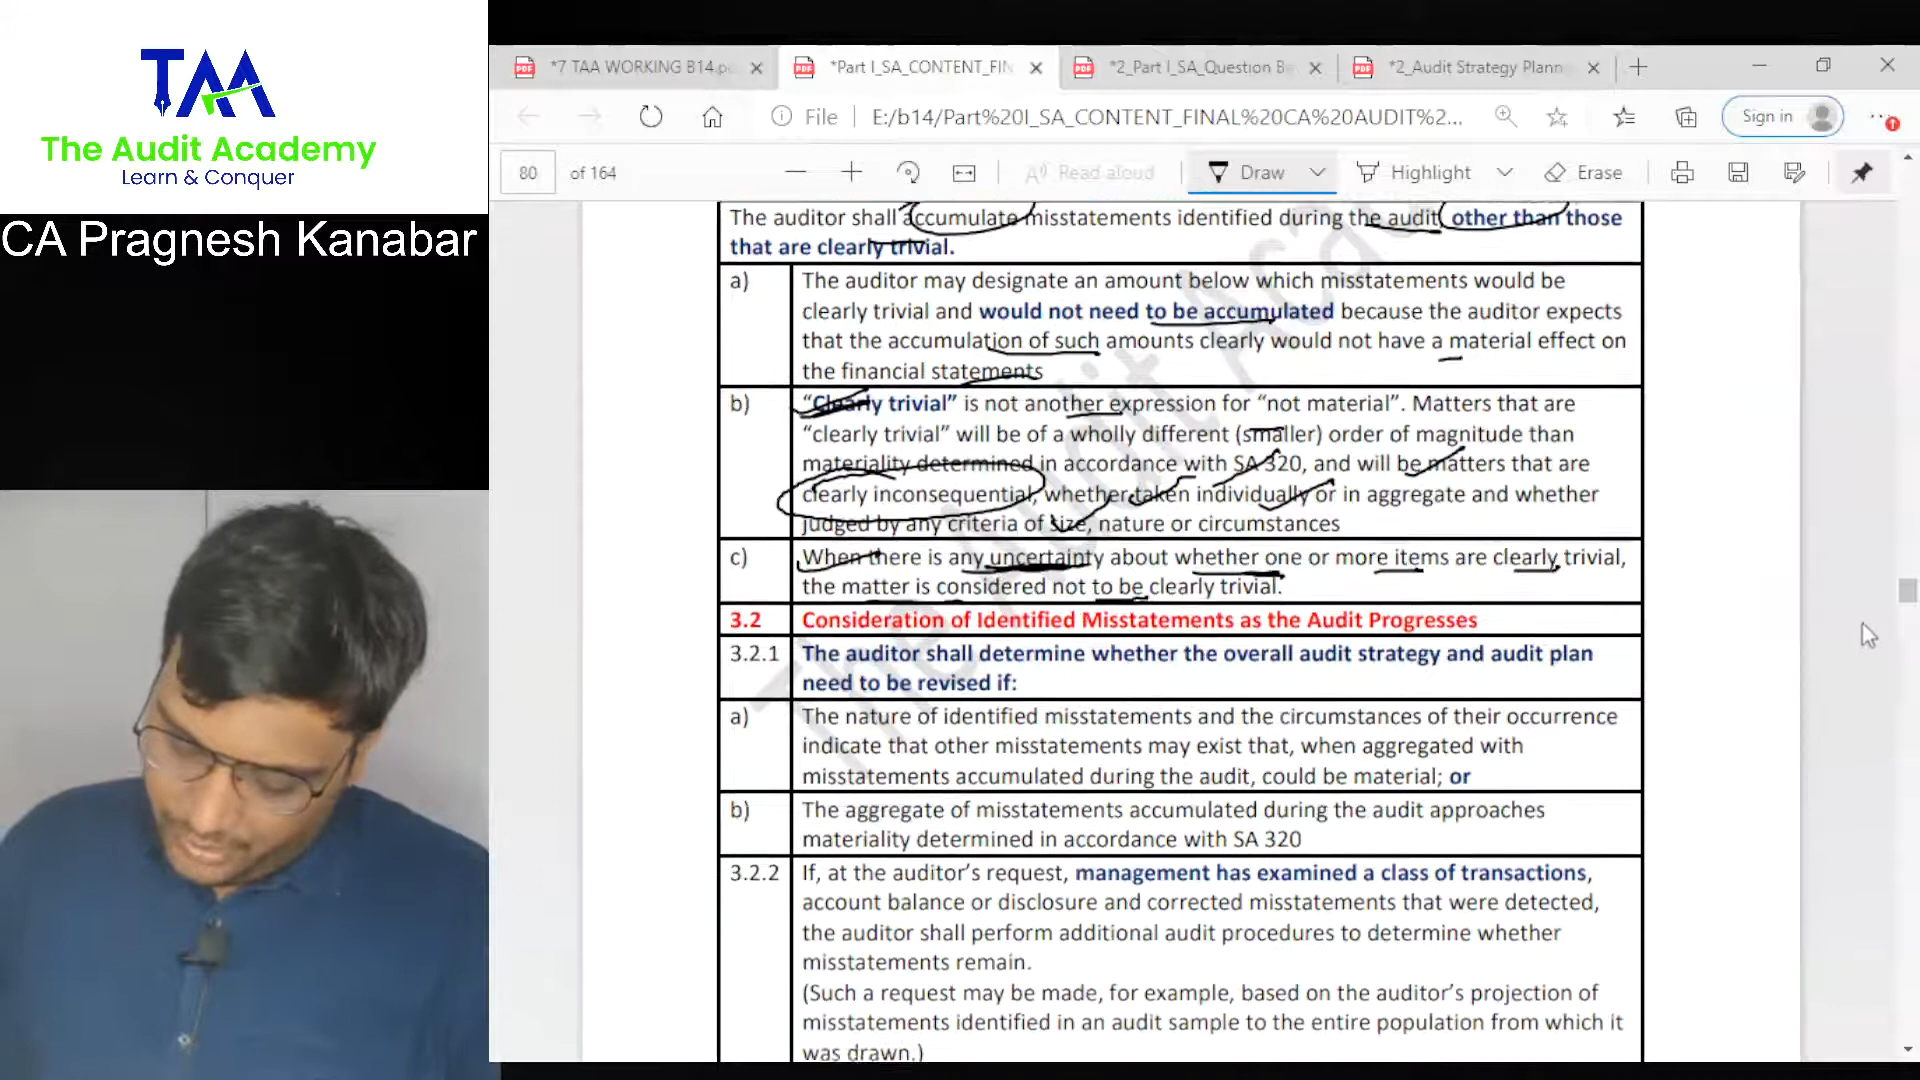 TAA
The Audit Academy
Learn & Conquer
CA Pragnesh Kanabar
*7 TAA WORKING B14.pd
*Part I_SA_CONTENT_FIN
*2_Part I_SA_Question Ba
*2_Audit Strategy Plann
File
E:/b14/Part%20I_SA_CONTENT_FINAL%20CA%20AUDIT%2...
Sign in
80 of 164
Read aloud
Draw
Highlight
Erase
The auditor shall accumulate misstatements identified during the audit other than those
that are clearly trivial.
a) The auditor may designate an amount below which misstatements would be
clearly trivial and would not need to be accumulated because the auditor expects
that the accumulation of such amounts clearly would not have a material effect on
the financial statements
b) "Clearly trivial" is not another expression for "not material". Matters that are
"clearly trivial" will be of a wholly different (smaller) order of magnitude than
materiality determined in accordance with SA 320, and will be matters that are
clearly inconsequential, whether taken individually or in aggregate and whether
judged by any criteria of size, nature or circumstances
c) When there is any uncertainty about whether one or more items are clearly trivial,
the matter is considered not to be clearly trivial.
3.2 Consideration of Identified Misstatements as the Audit Progresses
3.2.1 The auditor shall determine whether the overall audit strategy and audit plan
need to be revised if:
a) The nature of identified misstatements and the circumstances of their occurrence
indicate that other misstatements may exist that, when aggregated with
misstatements accumulated during the audit, could be material; or
b) The aggregate of misstatements accumulated during the audit approaches
materiality determined in accordance with SA 320
3.2.2 If, at the auditor's request, management has examined a class of transactions,
account balance or disclosure and corrected misstatements that were detected,
the auditor shall perform additional audit procedures to determine whether
misstatements remain.
(Such a request may be made, for example, based on the auditor's projection of
misstatements identified in an audit sample to the entire population from which it
was drawn.)
The Audit Aca